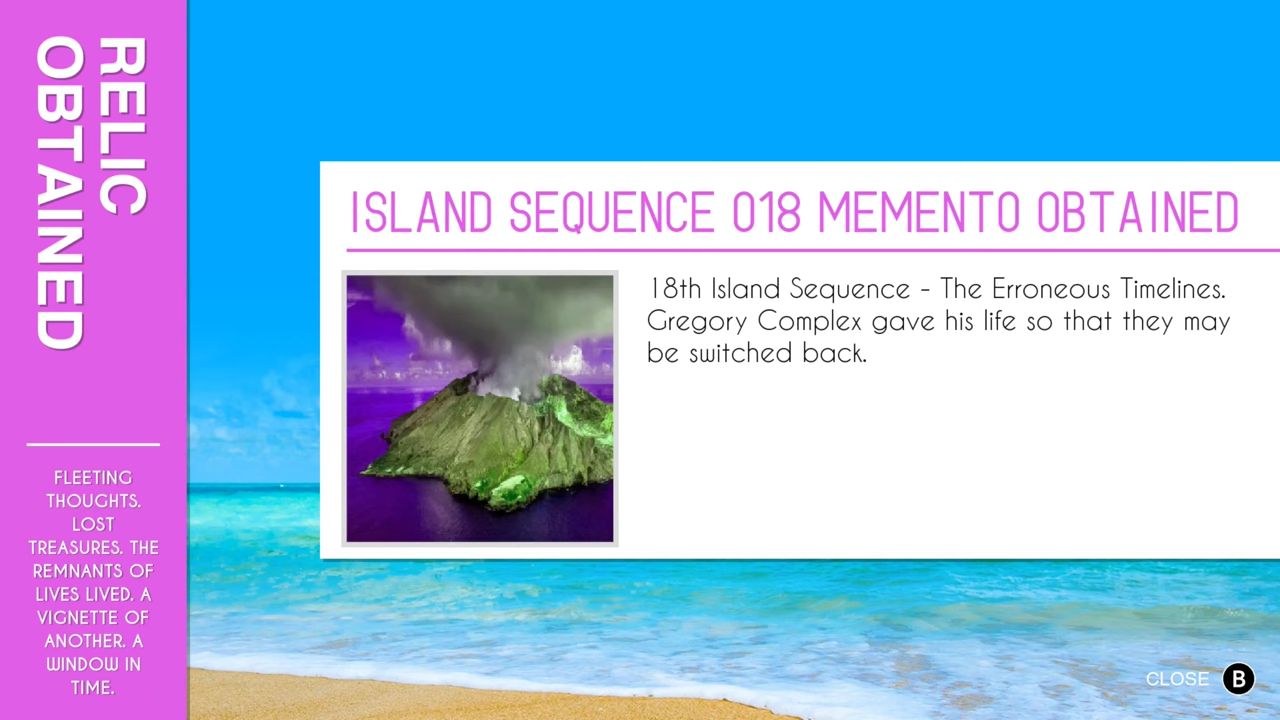 RELIC
OBTAINED
FLEETING
THOUGHTS.
LOST
TREASURES. THE
REMNANTS OF
LIVES LIVED. A
VIGNETTE OF
ANOTHER. A
WINDOW IN
TIME.
ISLAND SEQUENCE 018 MEMENTO OBTAINED
18th Island Sequence - The Erroneous Timelines.
Gregory Complex gave his life so that they may
be switched back.
CLOSE B